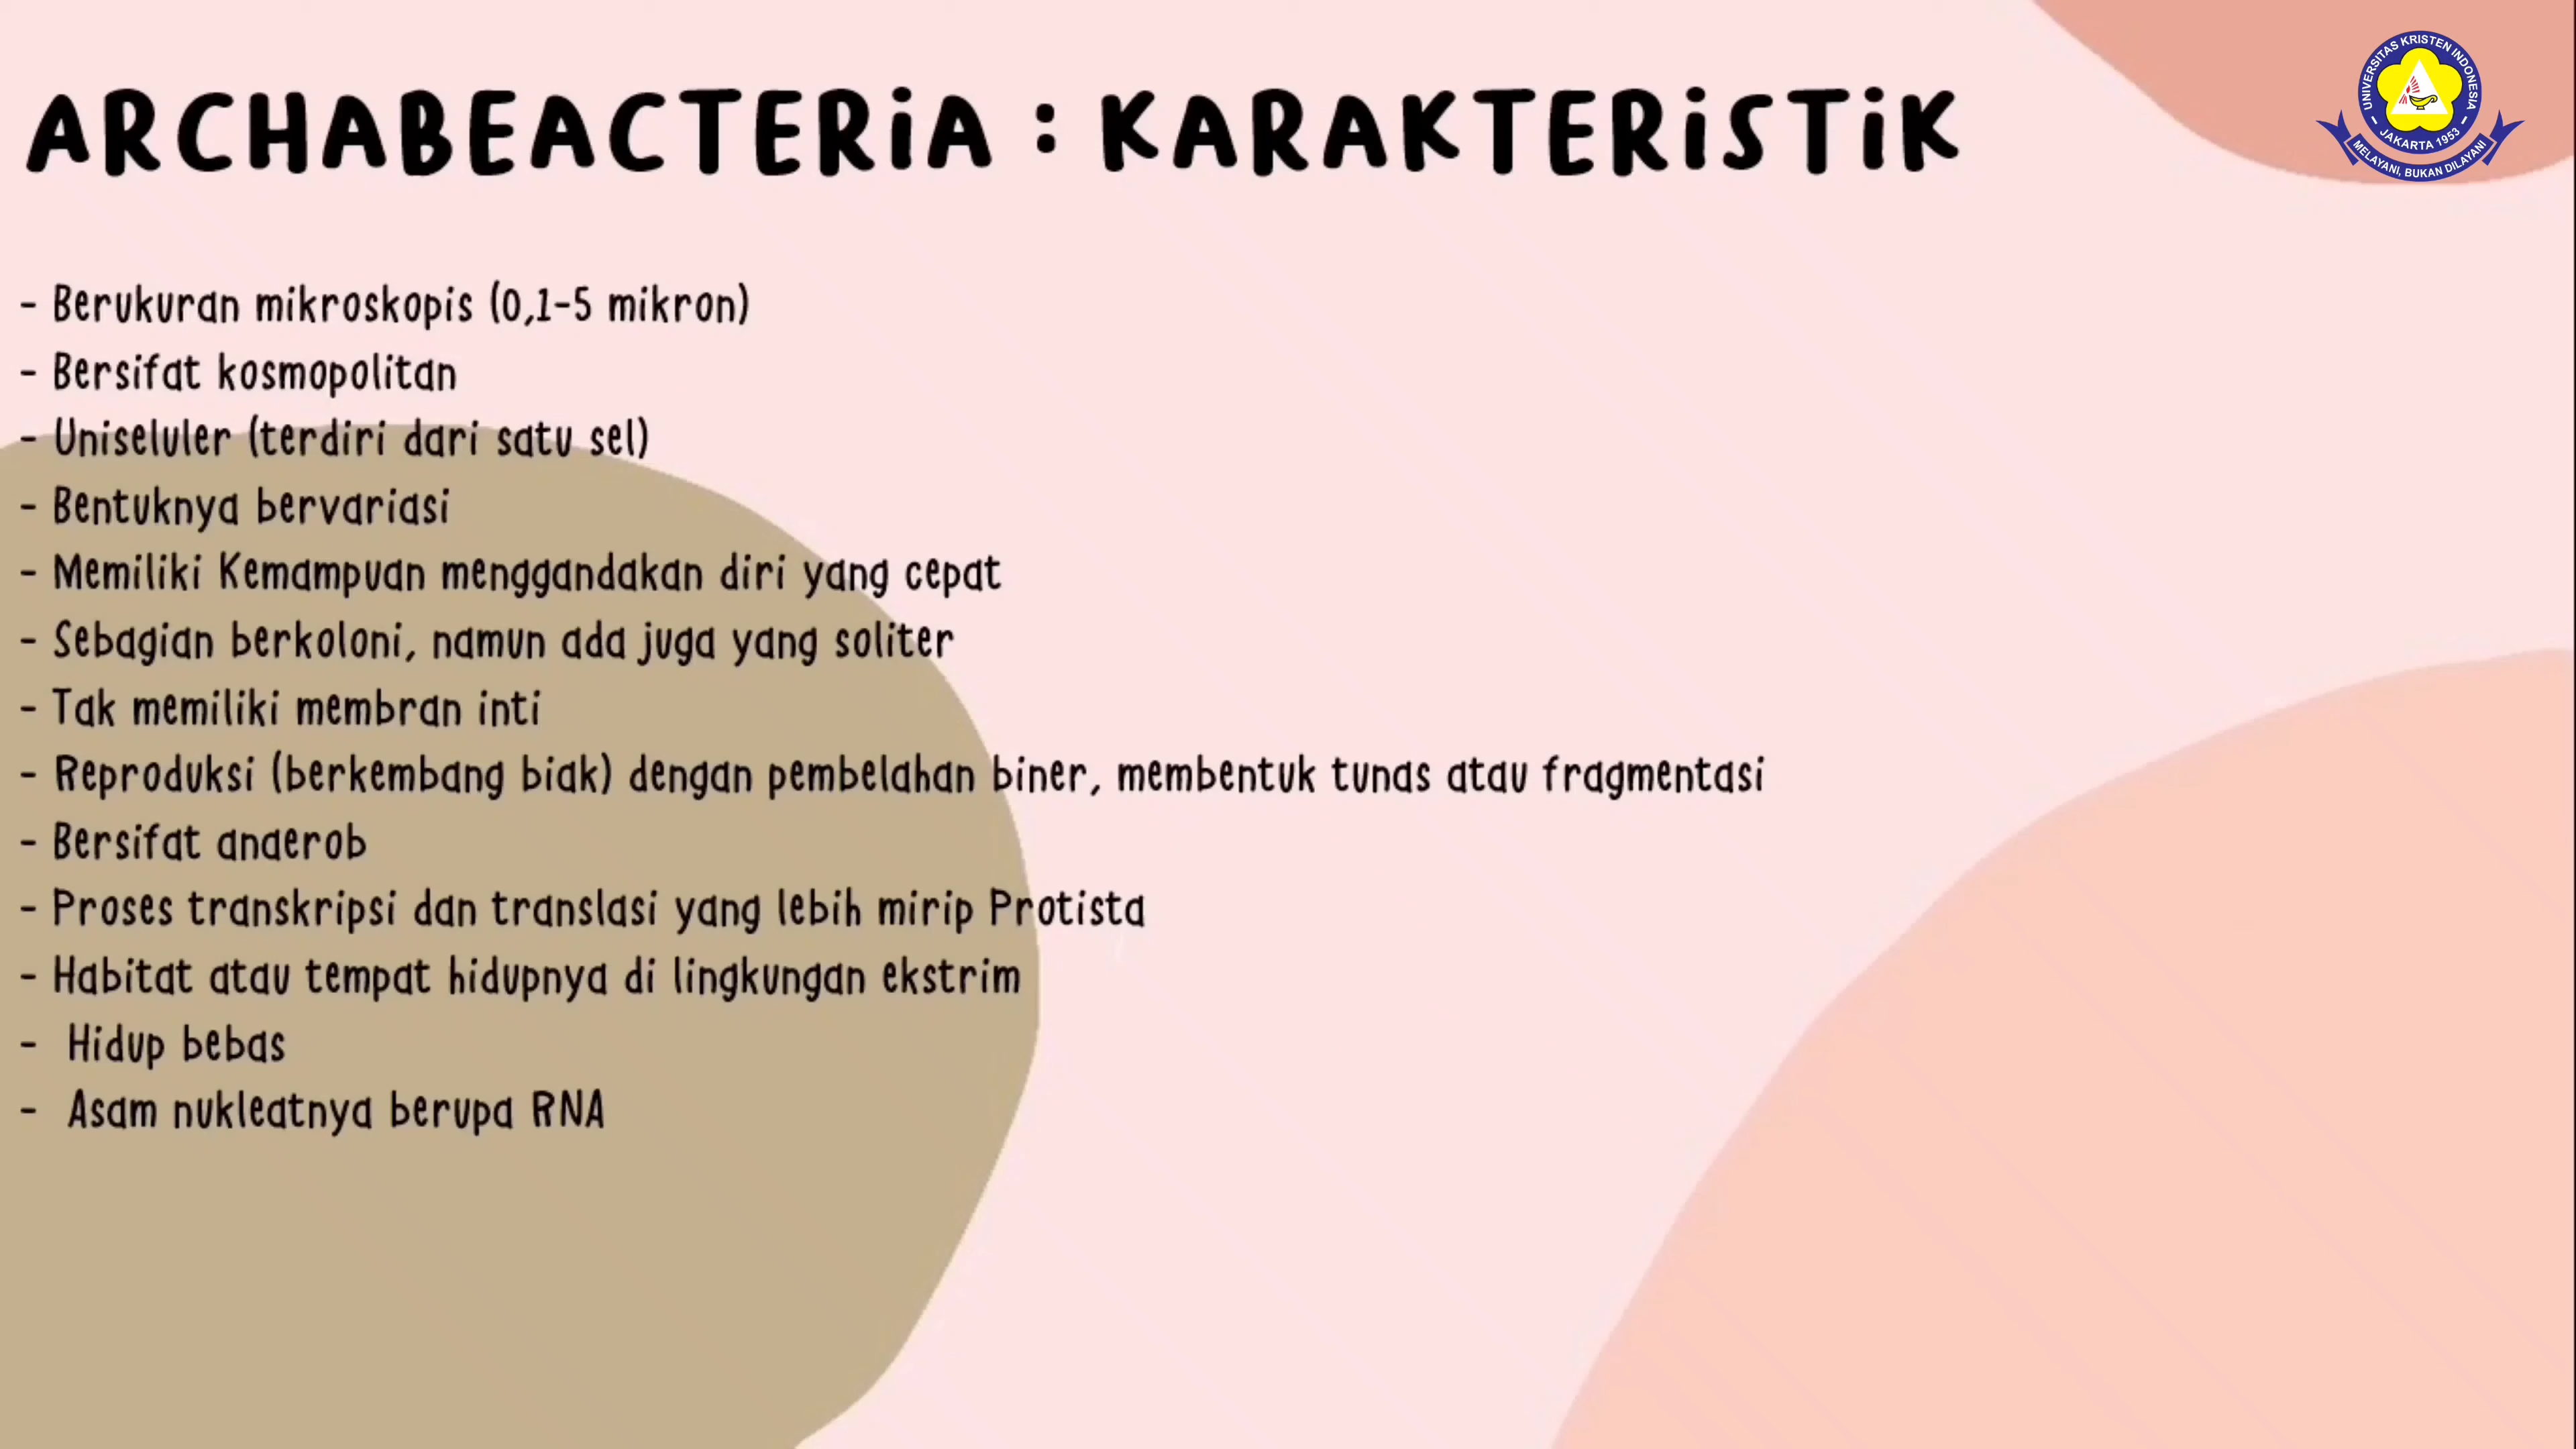 ARCHABEACTERIA : KARAKTERISTIK
UNIVERSITAS KRISTEN INDONESIA
- JAKARTA 1953 -
MELAYANI, BUKAN DILAYANI
- Berukuran mikroskopis (0,1-5 mikron)
- Bersifat kosmopolitan
- Uniseluler (terdiri dari satu sel)
- Bentuknya bervariasi
- Memiliki Kemampuan menggandakan diri yang cepat
- Sebagian berkoloni, namun ada juga yang soliter
- Tak memiliki membran inti
- Reproduksi (berkembang biak) dengan pembelahan biner, membentuk tunas atau fragmentasi
- Bersifat anaerob
- Proses transkripsi dan translasi yang lebih mirip Protista
- Habitat atau tempat hidupnya di lingkungan ekstrim
- Hidup bebas
- Asam nukleatnya berupa RNA